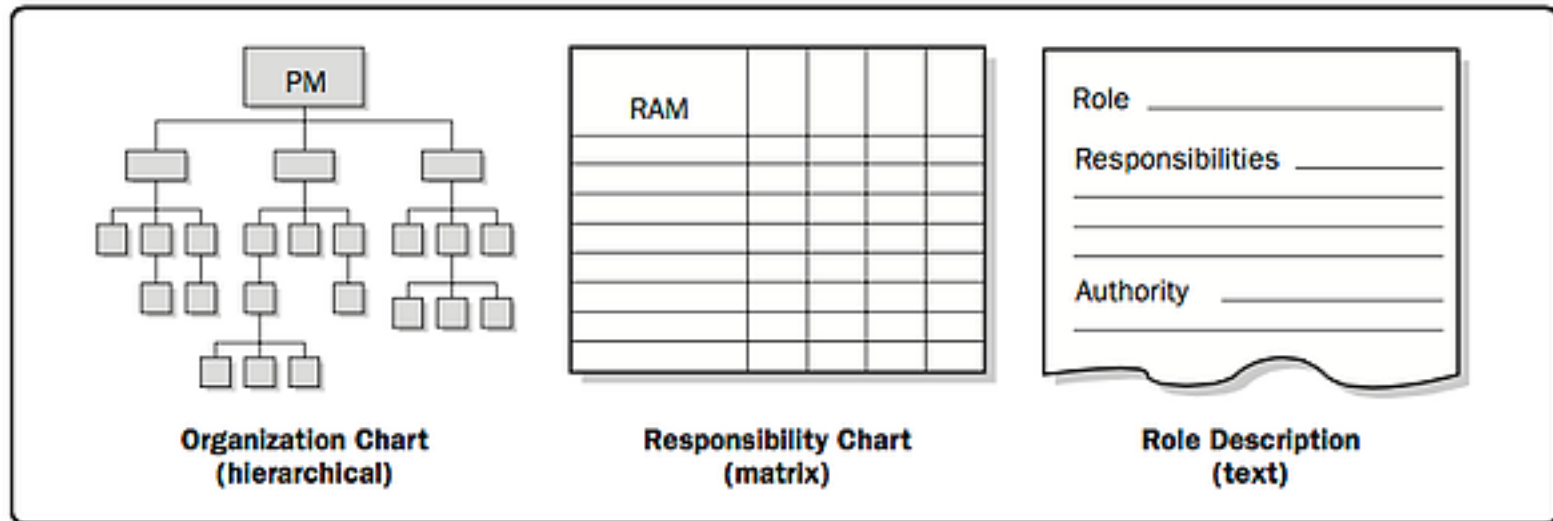 PM
RAM
Role
Responsibilities
Authority
Organization Chart
(hierarchical)
Responsibility Chart
(matrix)
Role Description
(text)